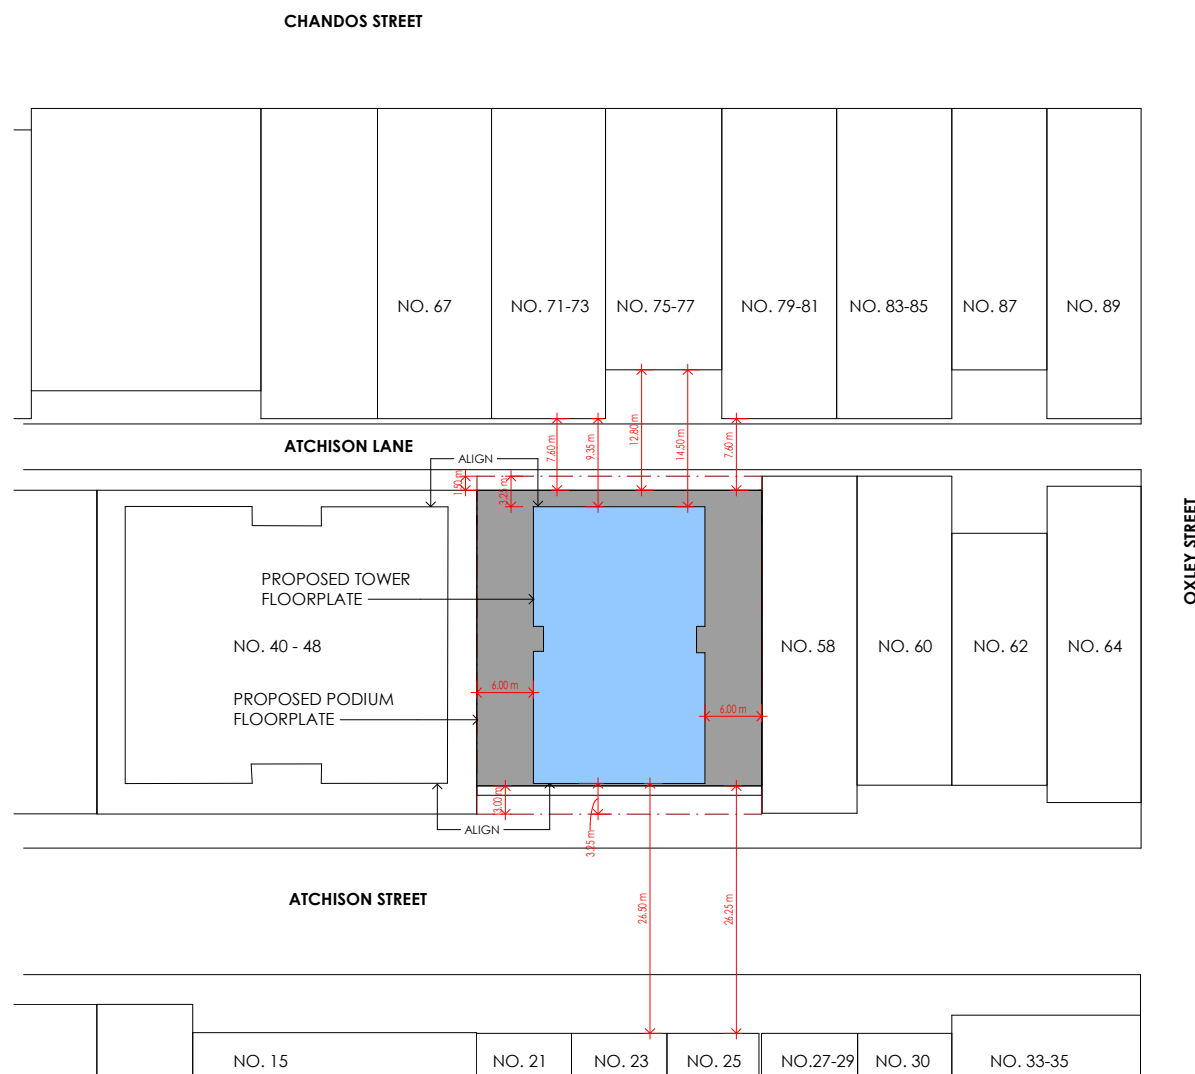 CHANDOS STREET
NO. 67
NO. 71-73
NO. 75-77
NO. 79-81
NO. 83-85
NO. 87
NO. 89
7.60 m
9.35 m
12.80 m
14.50 m
7.60 m
ATCHISON LANE
ALIGN
1.50 m
3.25 m
OXLEY STREET
PROPOSED TOWER
FLOORPLATE
NO. 40 - 48
NO. 58
NO. 60
NO. 62
NO. 64
6.00 m
PROPOSED PODIUM
FLOORPLATE
6.00 m
3.00 m
ALIGN
3.25 m
ATCHISON STREET
26.50 m
26.25 m
NO. 15
NO. 21
NO. 23
NO. 25
NO.27-29
NO. 30
NO. 33-35